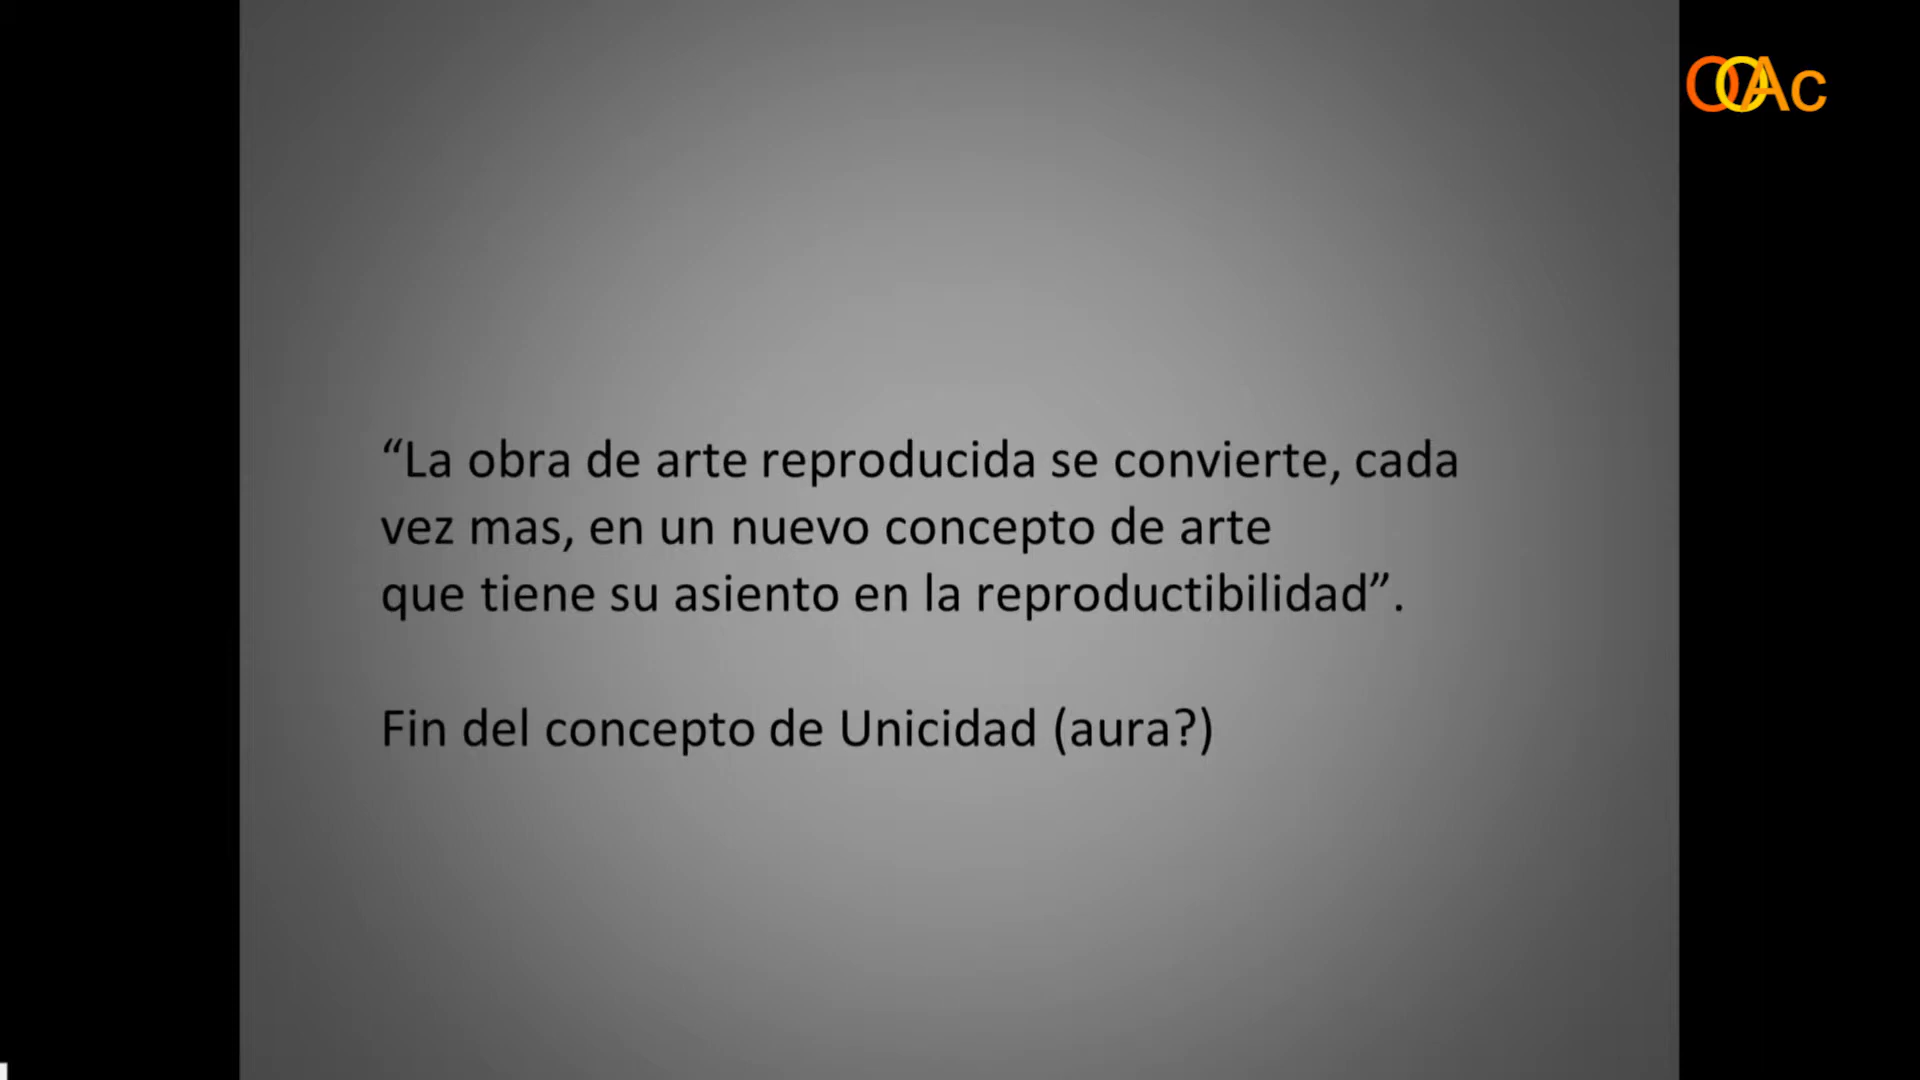 OOAc
“La obra de arte reproducida se convierte, cada
vez mas, en un nuevo concepto de arte
que tiene su asiento en la reproductibilidad”.
Fin del concepto de Unicidad (aura?)